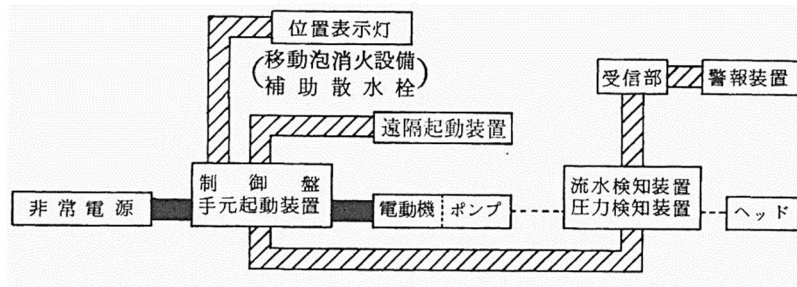 位置表示灯
(移動泡消火設備
補助散水栓)
受信部
警報装置
遠隔起動装置
制御盤
手元起動装置
流水検知装置
圧力検知装置
非常電源
電動機
ポンプ
ヘッド